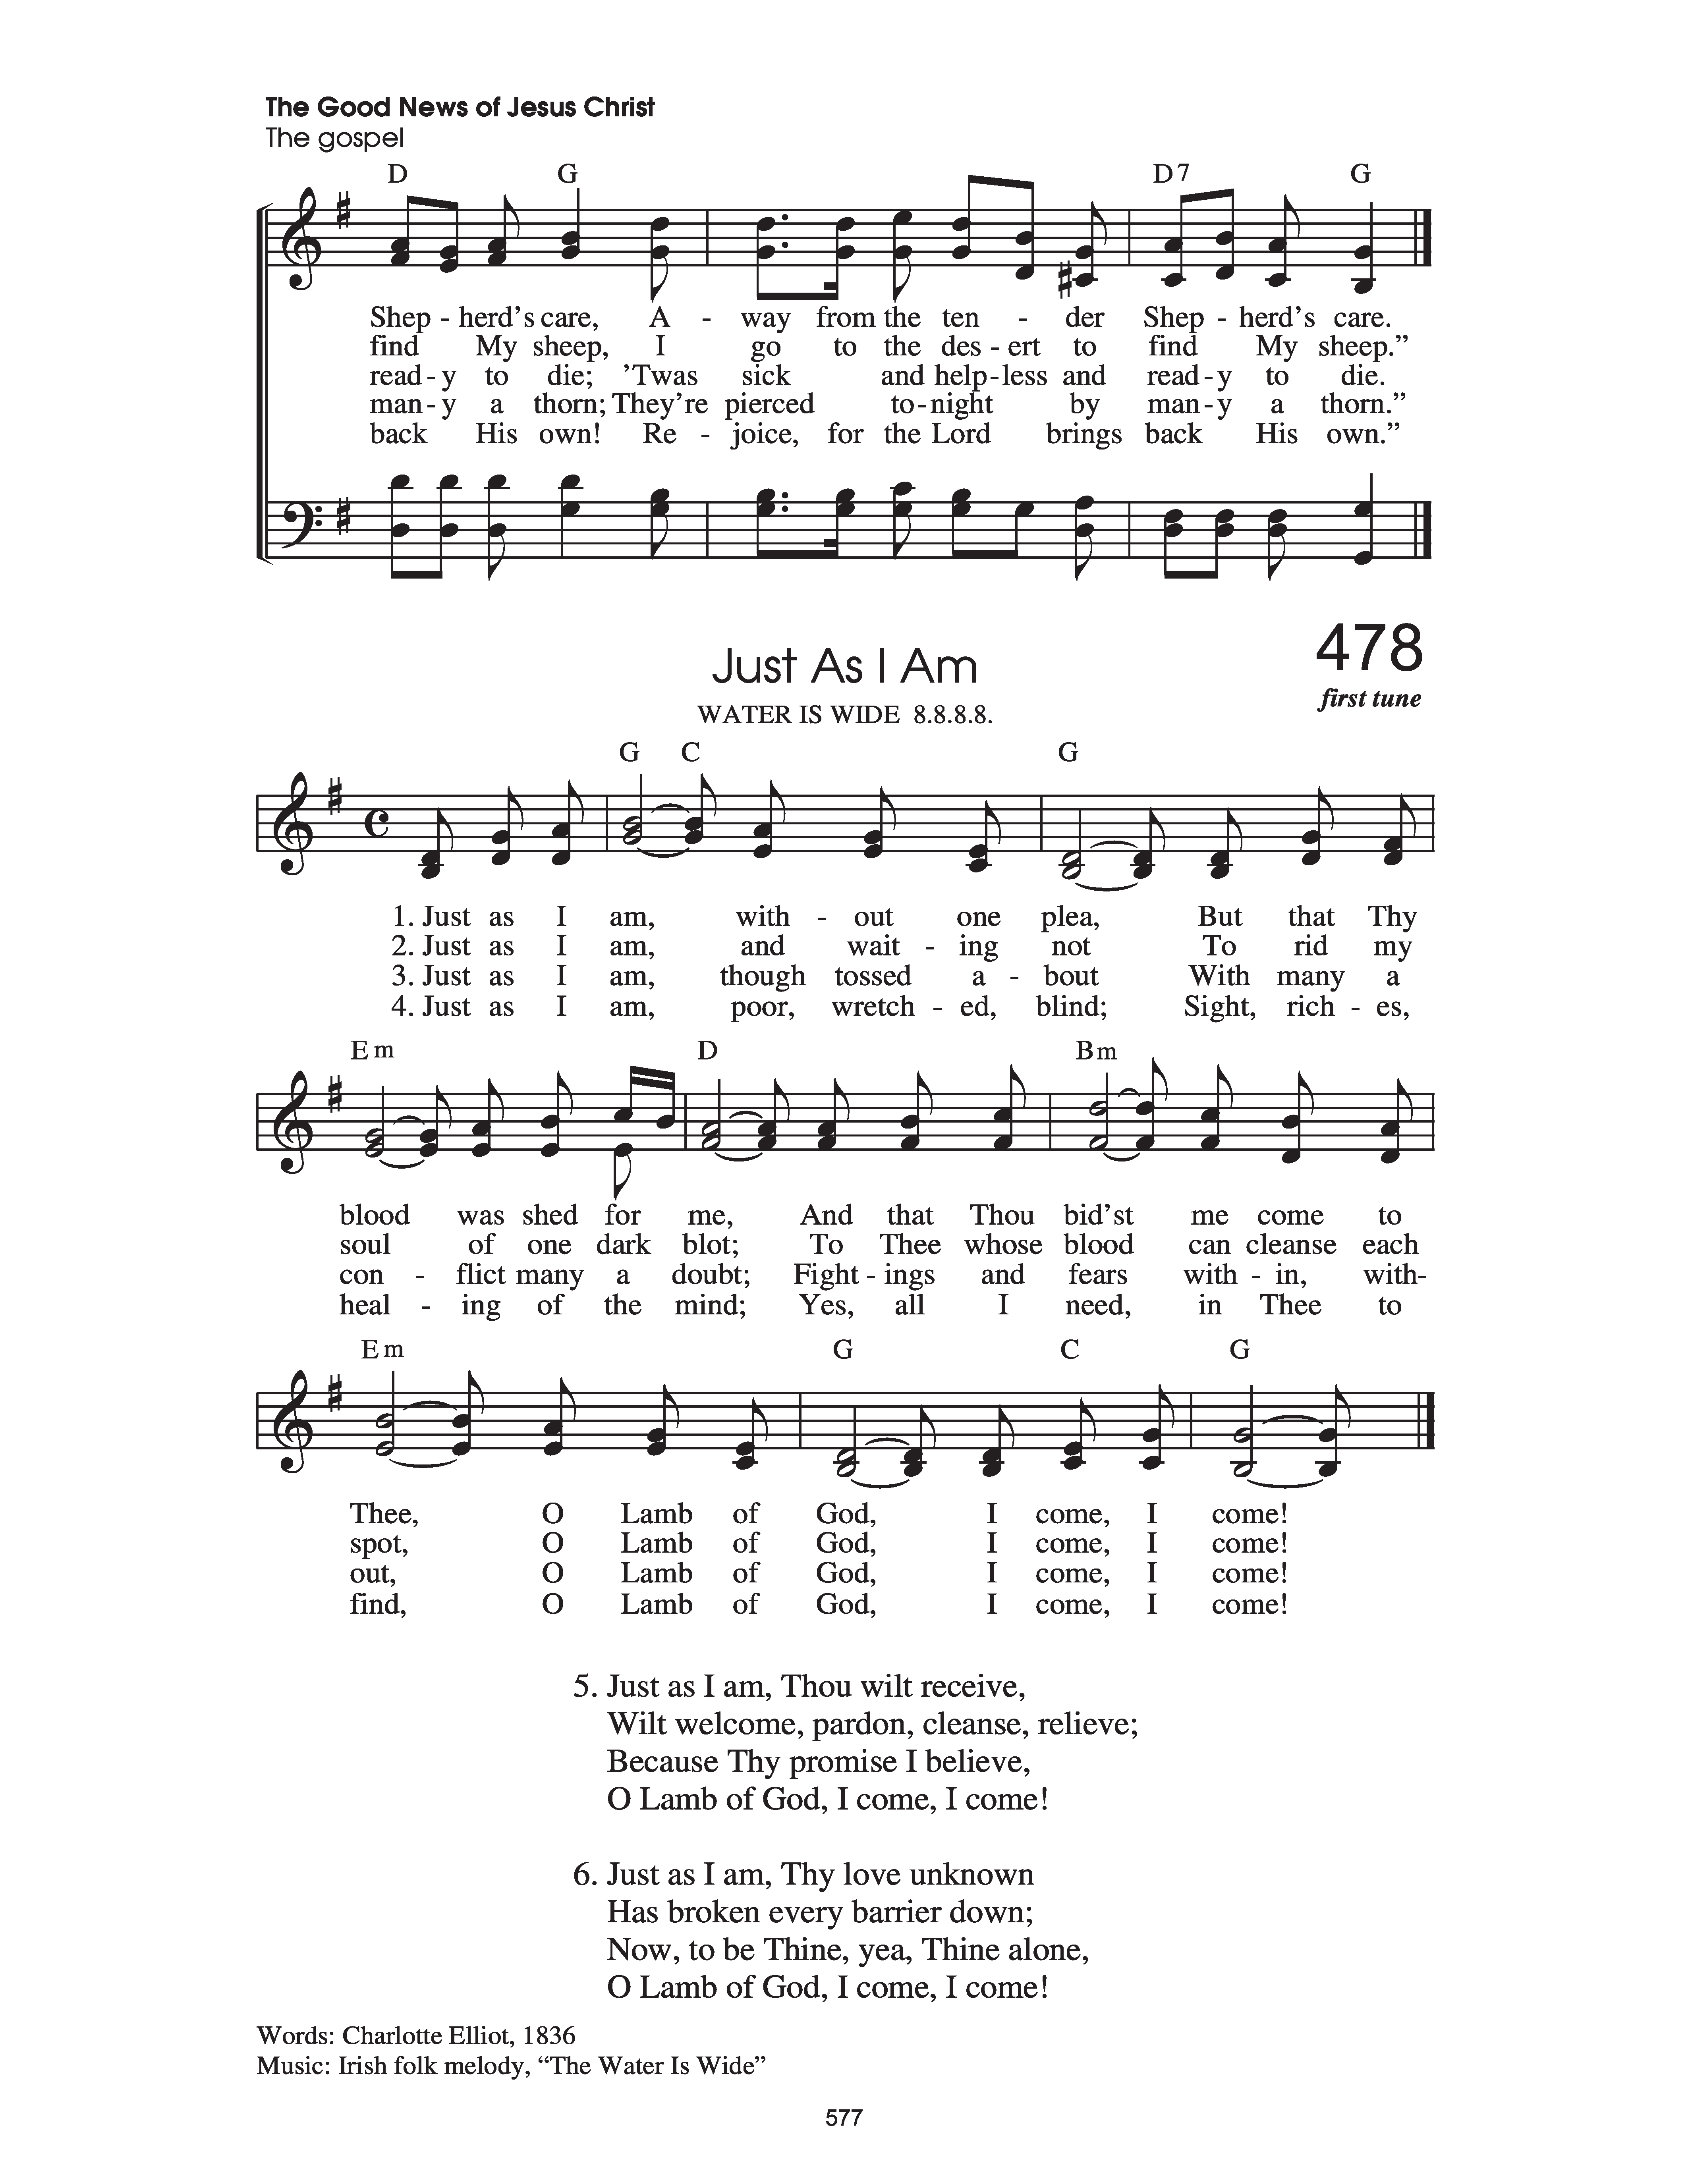 The Good News of Jesus Christ
The gospel
D G D7 G
Shep - herd's care, A - way from the ten - der Shep - herd's care.
find My sheep, I go to the des - ert to find My sheep.”
read - y to die; ’Twas sick and help - less and read - y to die.
man - y a thorn; They’re pierced to - night by man - y a thorn.”
back His own! Re - joice, for the Lord brings back His own.”
478
Just As I Am
first tune
WATER IS WIDE 8.8.8.8.
G C G
1. Just as I am, with - out one plea, But that Thy
2. Just as I am, and wait - ing not To rid my
3. Just as I am, though tossed a - bout With many a
4. Just as I am, poor, wretch - ed, blind; Sight, rich - es,
Em D Bm
blood was shed for me, And that Thou bid’st me come to
soul of one dark blot; To Thee whose blood can cleanse each
con - flict many a doubt; Fight - ings and fears with - in, with-
heal - ing of the mind; Yes, all I need, in Thee to
Em G C G
Thee, O Lamb of God, I come, I come!
spot, O Lamb of God, I come, I come!
out, O Lamb of God, I come, I come!
find, O Lamb of God, I come, I come!
5. Just as I am, Thou wilt receive,
Wilt welcome, pardon, cleanse, relieve;
Because Thy promise I believe,
O Lamb of God, I come, I come!
6. Just as I am, Thy love unknown
Has broken every barrier down;
Now, to be Thine, yea, Thine alone,
O Lamb of God, I come, I come!
Words: Charlotte Elliot, 1836
Music: Irish folk melody, “The Water Is Wide”
577